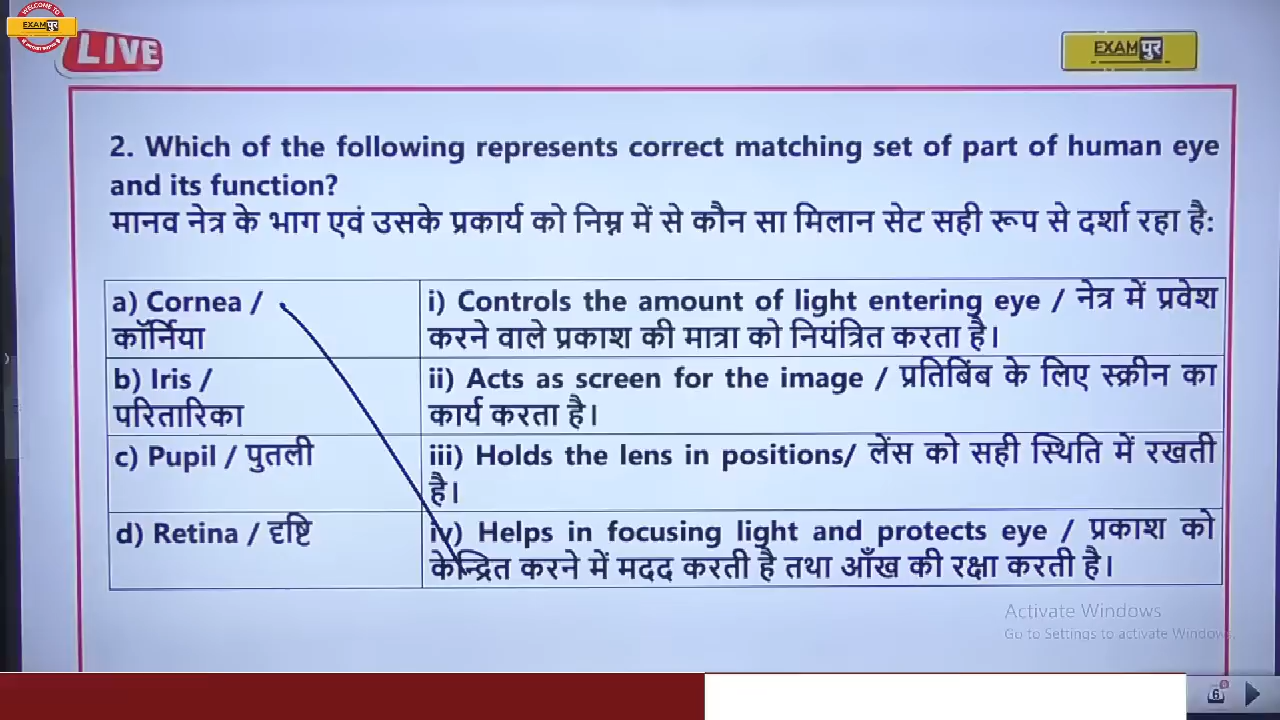 WELCOME TO
EXAMपुर
LIVE
EXAMपुर
2. Which of the following represents correct matching set of part of human eye
and its function?
मानव नेत्र के भाग एवं उसके प्रकार्य को निम्न में से कौन सा मिलान सेट सही रूप से दर्शा रहा है:
a) Cornea /
कॉर्निया
i) Controls the amount of light entering eye / नेत्र में प्रवेश
करने वाले प्रकाश की मात्रा को नियंत्रित करता है।
b) Iris /
परितारिका
ii) Acts as screen for the image / प्रतिबिंब के लिए स्क्रीन का
कार्य करता है।
c) Pupil / पुतली
iii) Holds the lens in positions/ लेंस को सही स्थिति में रखती
है।
d) Retina / दृष्टि
iv) Helps in focusing light and protects eye / प्रकाश को
केन्द्रित करने में मदद करती है तथा आँख की रक्षा करती है।
Activate Windows
Go to Settings to activate Windows.
6